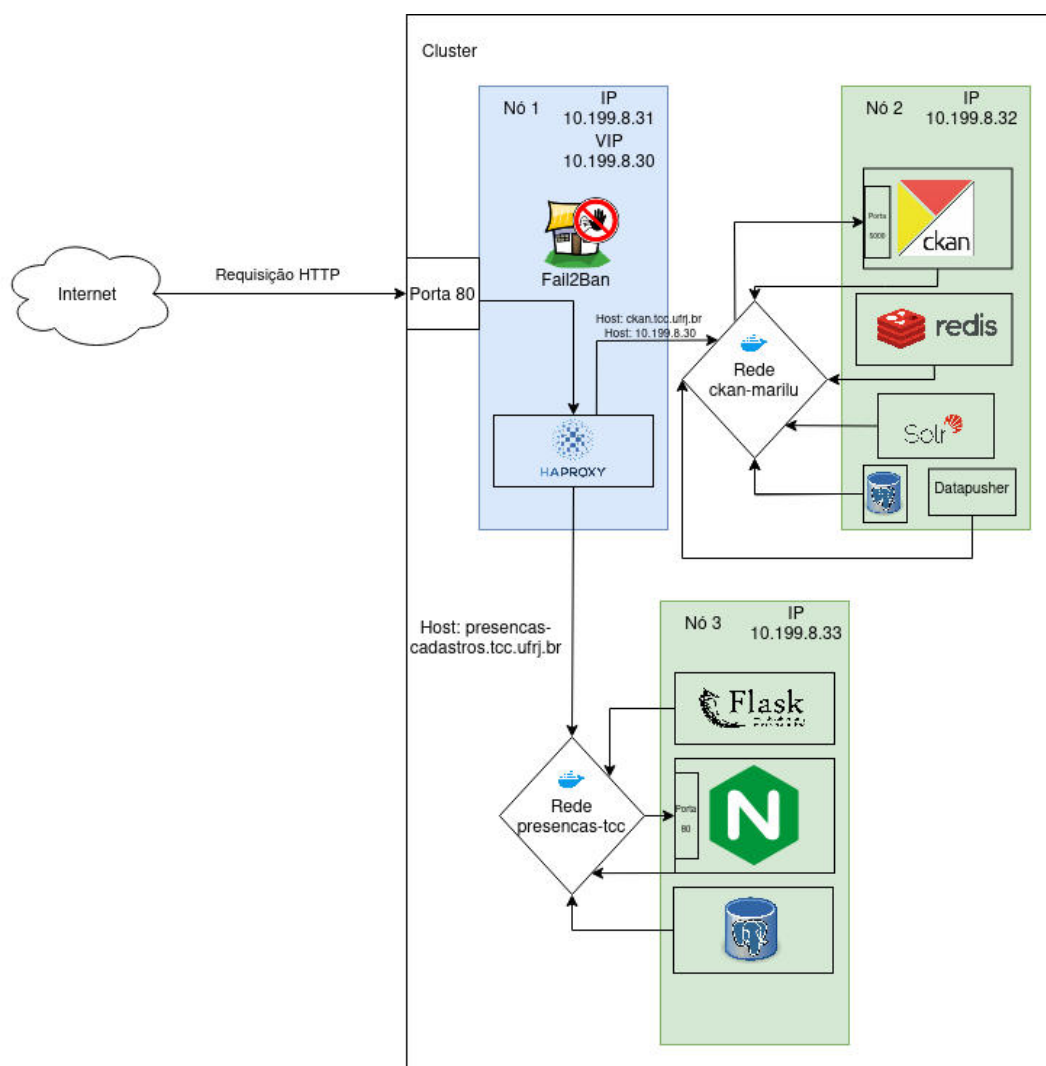 Cluster
Nó 1
IP
10.199.8.31
VIP
10.199.8.30
Fail2Ban
Nó 2
IP
10.199.8.32
Porta
5000
ckan
redis
Solr
Datapusher
Internet
Requisição HTTP
Porta 80
Host: ckan.tcc.ufrj.br
Host: 10.199.8.30
Rede
ckan-marilu
HAPROXY
Host: presencas-
cadastros.tcc.ufrj.br
Nó 3
IP
10.199.8.33
Flask
Rede
presencas-tcc
Porta
80
N